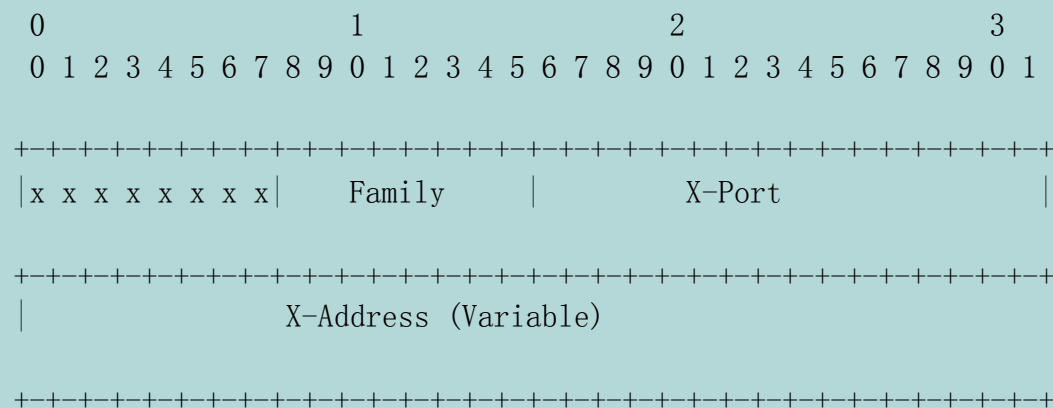 0                   1                   2                   3
 0 1 2 3 4 5 6 7 8 9 0 1 2 3 4 5 6 7 8 9 0 1 2 3 4 5 6 7 8 9 0 1
+-+-+-+-+-+-+-+-+-+-+-+-+-+-+-+-+-+-+-+-+-+-+-+-+-+-+-+-+-+-+-+-+
|x x x x x x x x|    Family     |         X-Port                |
+-+-+-+-+-+-+-+-+-+-+-+-+-+-+-+-+-+-+-+-+-+-+-+-+-+-+-+-+-+-+-+-+
|                X-Address (Variable)
+-+-+-+-+-+-+-+-+-+-+-+-+-+-+-+-+-+-+-+-+-+-+-+-+-+-+-+-+-+-+-+-+